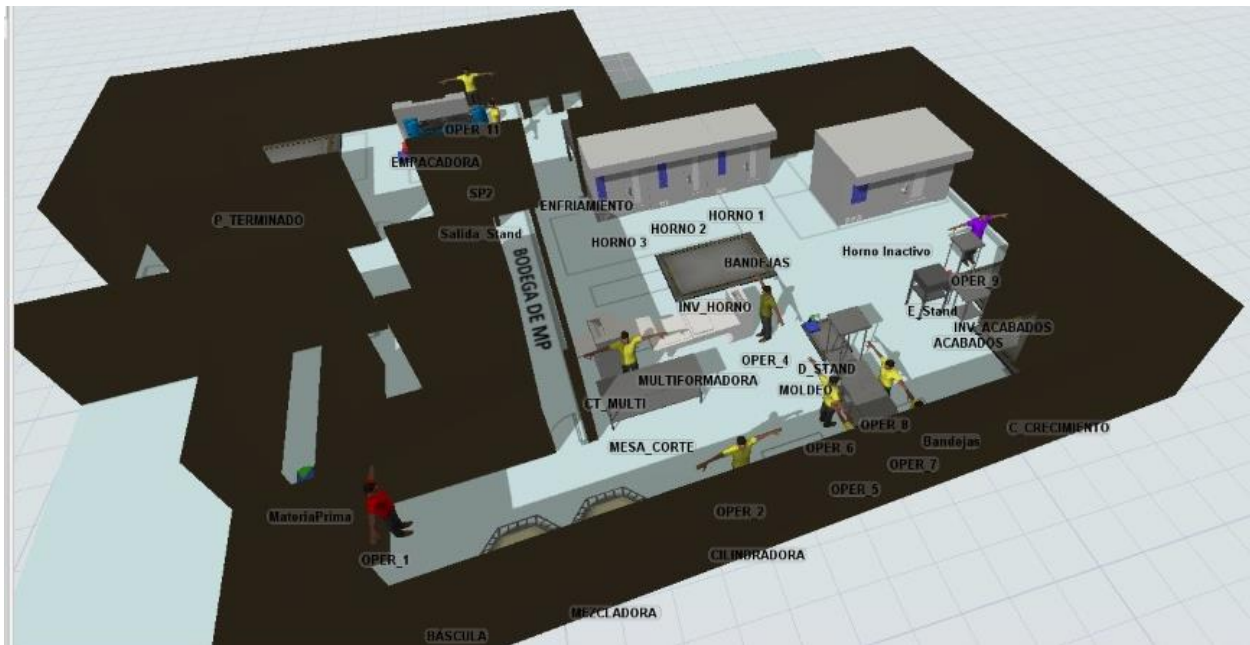 OPER_11
EMPACADORA
SP2
ENFRIAMIENTO
P_TERMINADO
HORNO 1
HORNO 2
Salida_Stand
HORNO 3
Horno Inactivo
BANDEJAS
BODEGA DE MP
OPER_9
INV_HORNO
E_Stand
INV_ACABADOS
ACABADOS
OPER_4
D_STAND
MULTIFORMADORA
MOLDEO
CT_MULTI
OPER_8
C_CRECIMIENTO
Bandejas
MESA_CORTE
OPER_6
OPER_7
OPER_5
MateriaPrima
OPER_2
OPER_1
CILINDRADORA
MEZCLADORA
BÁSCULA